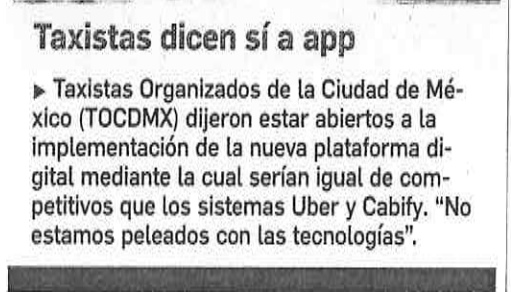 Taxistas dicen sí a app
▶ Taxistas Organizados de la Ciudad de Mé-
xico (TOCDMX) dijeron estar abiertos a la
implementación de la nueva plataforma di-
gital mediante la cual serían igual de com-
petitivos que los sistemas Uber y Cabify. “No
estamos peleados con las tecnologías”.